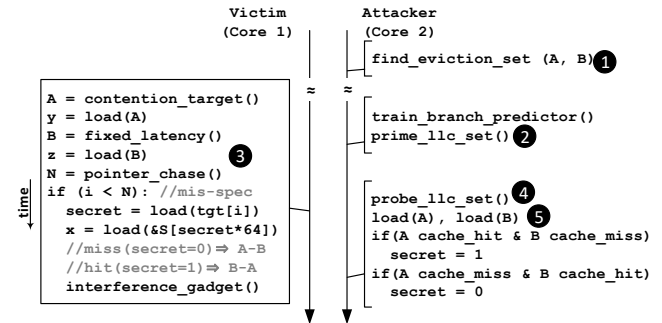 Victim
(Core 1)
Attacker
(Core 2)
find_eviction_set (A, B) 1
≈ ≈
A = contention_target()
y = load(A)
B = fixed_latency()
z = load(B) 3
N = pointer_chase()
if (i < N): //mis-spec
secret = load(tgt[i])
x = load(&S[secret*64])
//miss(secret=0)⇒ A-B
//hit(secret=1)⇒ B-A
interference_gadget()
time
train_branch_predictor()
prime_llc_set() 2
probe_llc_set() 4
load(A), load(B) 5
if(A cache_hit & B cache_miss)
secret = 1
if(A cache_miss & B cache_hit)
secret = 0